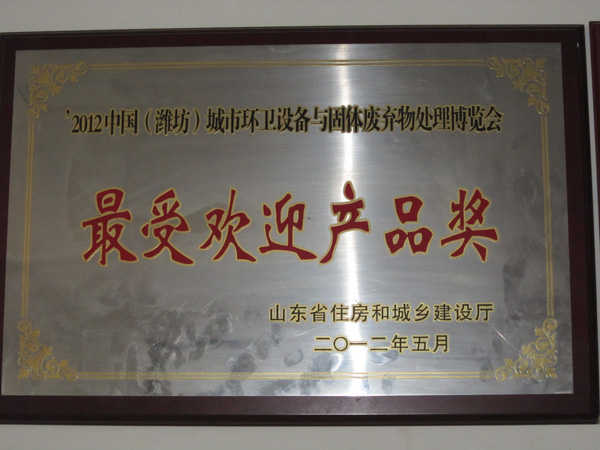 '2012中国（潍坊）城市环卫设备与固体废弃物处理博览会
最受欢迎产品奖
山东省住房和城乡建设厅
二〇一二年五月